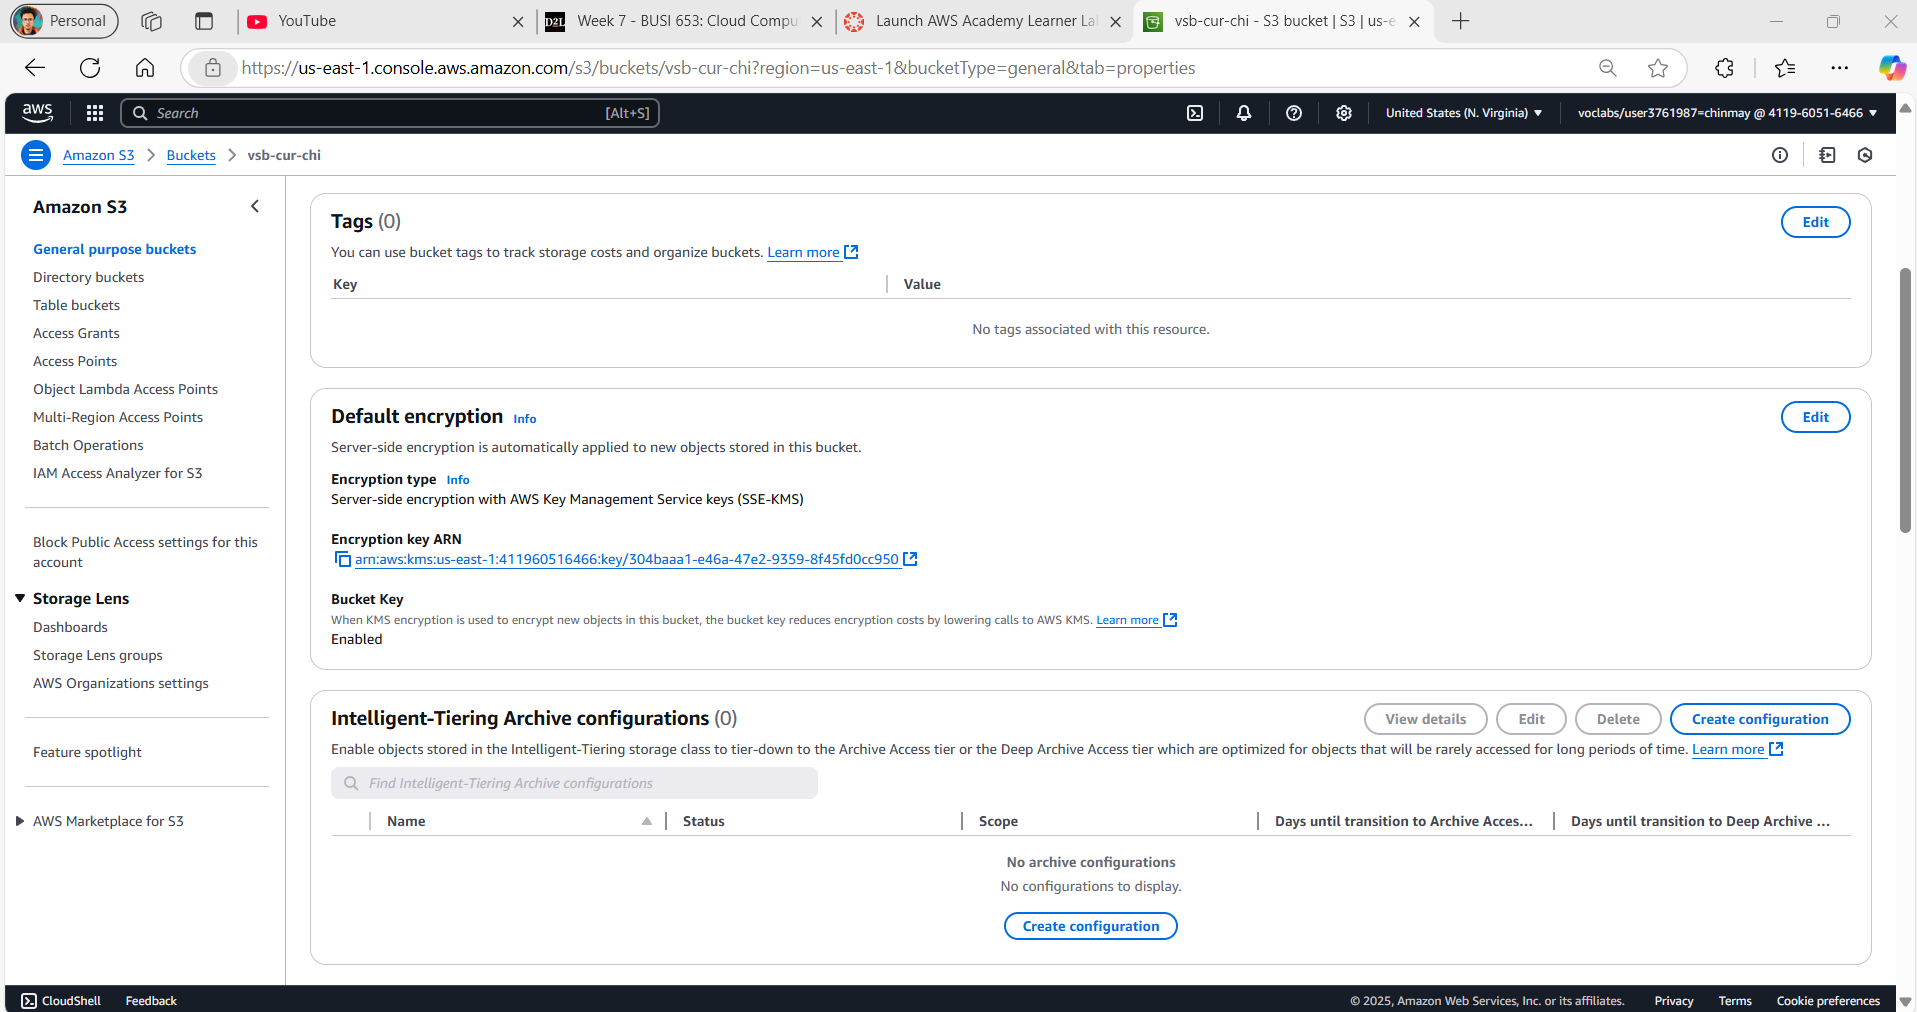 Personal
YouTube
D2L Week 7 - BUSI 653: Cloud Compu
Launch AWS Academy Learner La
vsb-cur-chi - S3 bucket | S3 | us-e
https://us-east-1.console.aws.amazon.com/s3/buckets/vsb-cur-chi?region=us-east-1&bucketType=general&tab=properties
aws
Search [Alt+S]
United States (N. Virginia)
voclabs/user3761987=chinmay @ 4119-6051-6466
Amazon S3 > Buckets > vsb-cur-chi
Amazon S3
General purpose buckets
Directory buckets
Table buckets
Access Grants
Access Points
Object Lambda Access Points
Multi-Region Access Points
Batch Operations
IAM Access Analyzer for S3
Block Public Access settings for this
account
Storage Lens
Dashboards
Storage Lens groups
AWS Organizations settings
Feature spotlight
AWS Marketplace for S3
Tags (0)
Edit
You can use bucket tags to track storage costs and organize buckets. Learn more
Key Value
No tags associated with this resource.
Default encryption Info
Edit
Server-side encryption is automatically applied to new objects stored in this bucket.
Encryption type Info
Server-side encryption with AWS Key Management Service keys (SSE-KMS)
Encryption key ARN
arn:aws:kms:us-east-1:411960516466:key/304baaa1-e46a-47e2-9359-8f45fd0cc950
Bucket Key
When KMS encryption is used to encrypt new objects in this bucket, the bucket key reduces encryption costs by lowering calls to AWS KMS. Learn more
Enabled
Intelligent-Tiering Archive configurations (0)
View details Edit Delete Create configuration
Enable objects stored in the Intelligent-Tiering storage class to tier-down to the Archive Access tier or the Deep Archive Access tier which are optimized for objects that will be rarely accessed for long periods of time. Learn more
Find Intelligent-Tiering Archive configurations
Name Status Scope Days until transition to Archive Acces... Days until transition to Deep Archive ...
No archive configurations
No configurations to display.
Create configuration
CloudShell Feedback © 2025, Amazon Web Services, Inc. or its affiliates. Privacy Terms Cookie preferences